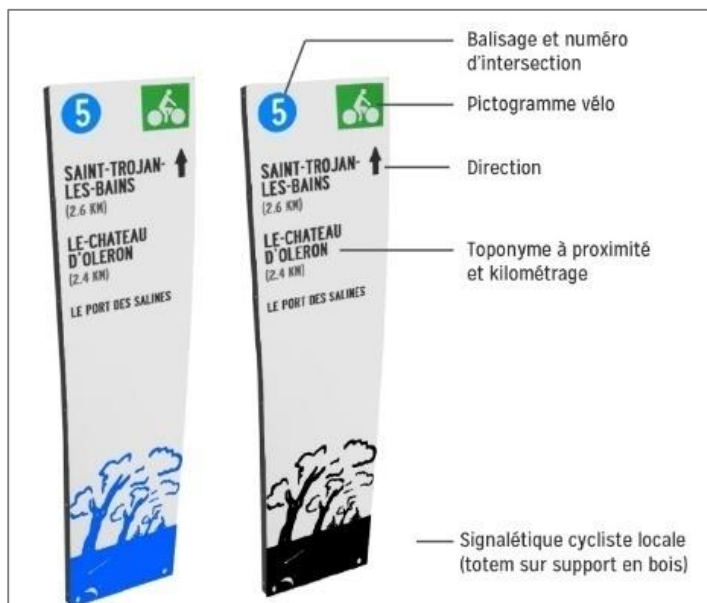 5
SAINT-TROJAN-
LES-BAINS
(2.6 KM)
LE-CHATEAU
D'OLERON
(2.4 KM)
LE PORT DES SALINES
5
SAINT-TROJAN-
LES-BAINS
(2.6 KM)
LE-CHATEAU
D'OLERON
(2.4 KM)
LE PORT DES SALINES
Balisage et numéro
d'intersection
Pictogramme vélo
Direction
Toponyme à proximité
et kilométrage
Signalétique cycliste locale
(totem sur support en bois)